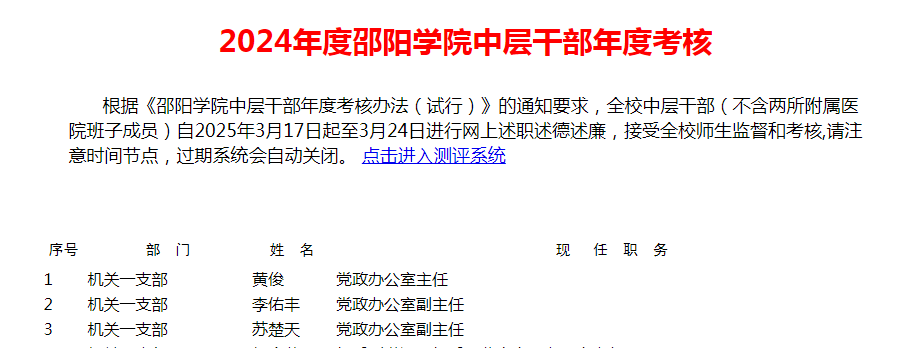 2024年度邵阳学院中层干部年度考核
根据《邵阳学院中层干部年度考核办法（试行）》的通知要求，全校中层干部（不含两所附属医
院班子成员）自2025年3月17日起至3月24日进行网上述职述德述廉，接受全校师生监督和考核,请注
意时间节点，过期系统会自动关闭。 点击进入测评系统
序号 部 门 姓 名 现 任 职 务
1 机关一支部 黄俊 党政办公室主任
2 机关一支部 李佑丰 党政办公室副主任
3 机关一支部 苏楚天 党政办公室副主任